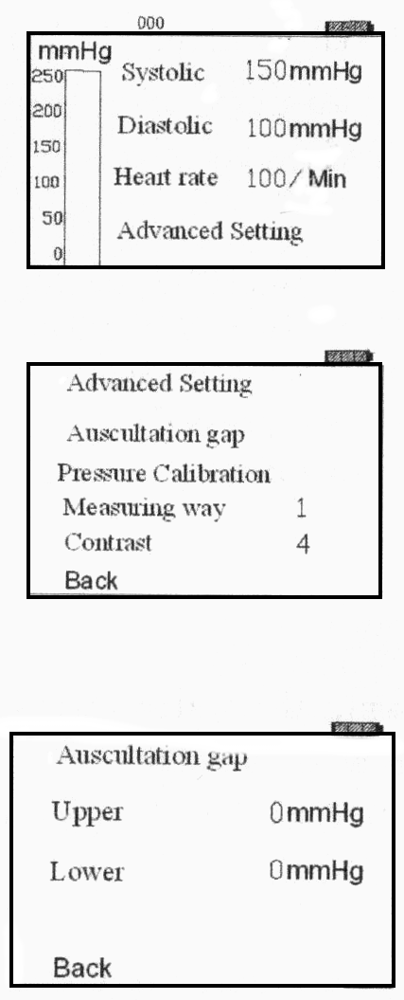 000
mmHg
250
Systolic 150mmHg
200
Diastolic 100mmHg
150
100
Heart rate 100/Min
50
Advanced Setting
0
Advanced Setting
Auscultation gap
Pressure Calibration
Measuring way 1
Contrast 4
Back
Auscultation gap
Upper 0mmHg
Lower 0mmHg
Back